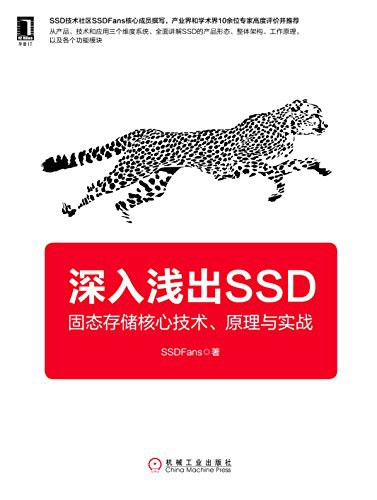 SSD技术社区SSDFans核心成员撰写，产业界和学术界10余位专家高度评价并推荐
从产品、技术和应用三个维度系统、全面讲解SSD的产品形态、整体架构、工作原理，
以及各个功能模块
华章IT
深入浅出SSD
固态存储核心技术、原理与实战
SSDFans◎著
机械工业出版社
China Machine Press